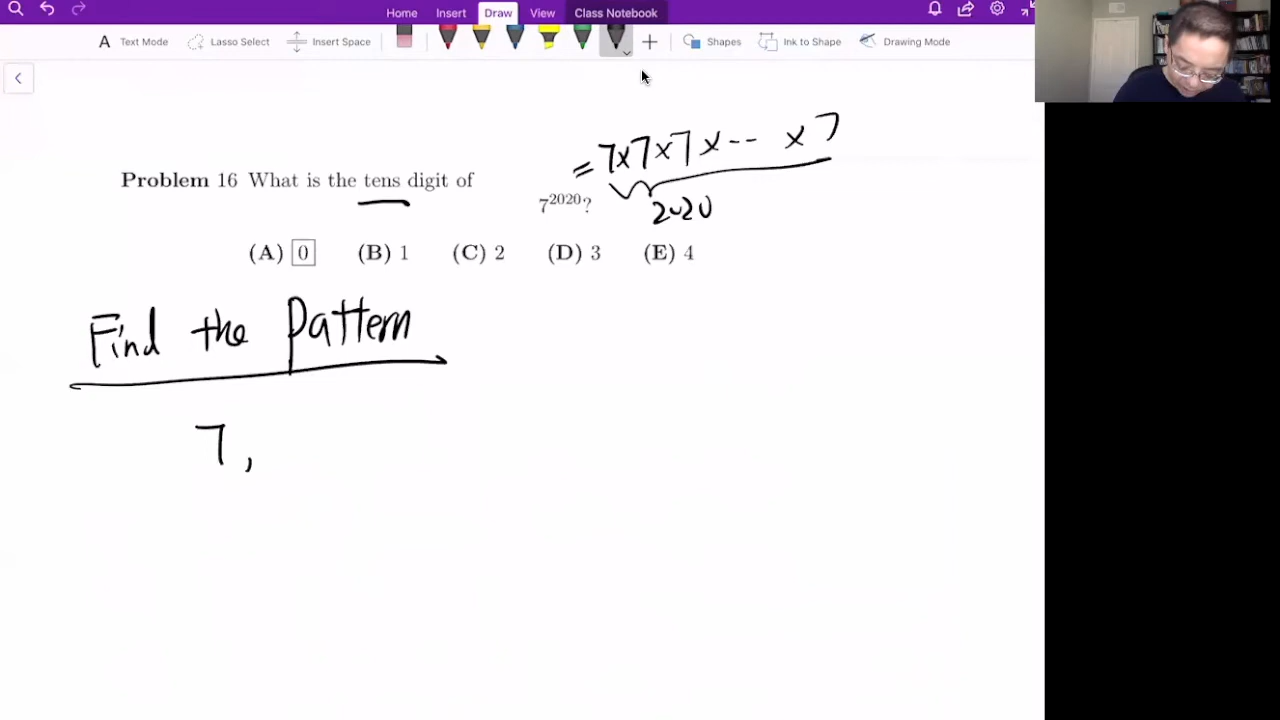 Home Insert Draw View Class Notebook
A Text Mode Lasso Select Insert Space + Shapes Ink to Shape Drawing Mode
= 7×7×7×-- ×7
Problem 16 What is the tens digit of
7^2020?
2020
(A) 0 (B) 1 (C) 2 (D) 3 (E) 4
Find the Pattern
7,